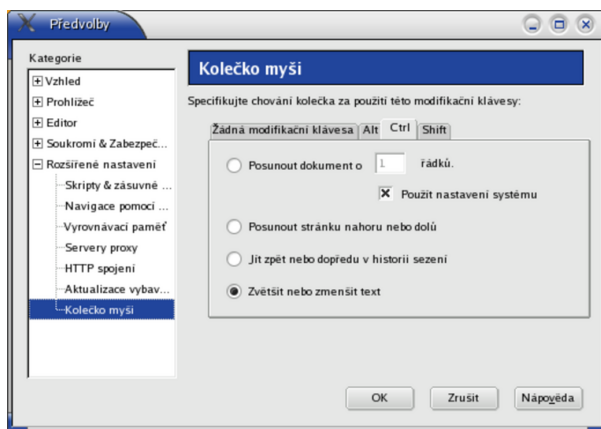 Předvolby
Kategorie
Vzhled
Prohlížeč
Editor
Soukromí & Zabezpeč...
Rozšířené nastavení
Skripty & zásuvné ...
Navigace pomocí ...
Vyrovnávací paměť
Servery proxy
HTTP spojení
Aktualizace vybav...
Kolečko myši
Kolečko myši
Specifikujte chování kolečka za použití této modifikační klávesy:
Žádná modifikační klávesa Alt Ctrl Shift
Posunout dokument o 1 řádků.
Použít nastavení systému
Posunout stránku nahoru nebo dolů
Jít zpět nebo dopředu v historii sezení
Zvětšit nebo zmenšit text
OK Zrušit Nápověda